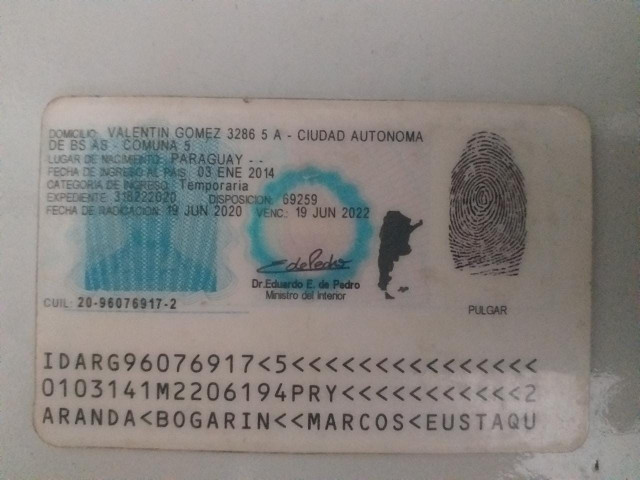 DOMICILIO: VALENTIN GOMEZ 3286 5 A - CIUDAD AUTONOMA
DE BS AS - COMUNA 5
LUGAR DE NACIMIENTO: PARAGUAY - -
FECHA DE INGRESO AL PAIS: 03 ENE 2014
CATEGORIA DE INGRESO: Temporaria
EXPEDIENTE: 318222020 DISPOSICION: 69259
FECHA DE RADICACION: 19 JUN 2020 VENC.: 19 JUN 2022
EdePedro
Dr.Eduardo E. de Pedro
Ministro del Interior
CUIL: 20-96076917-2
PULGAR
IDARG96076917<5<<<<<<<<<<<<<<<
0103141M2206194PRY<<<<<<<<<<<2
ARANDA<BOGARIN<<MARCOS<EUSTAQU